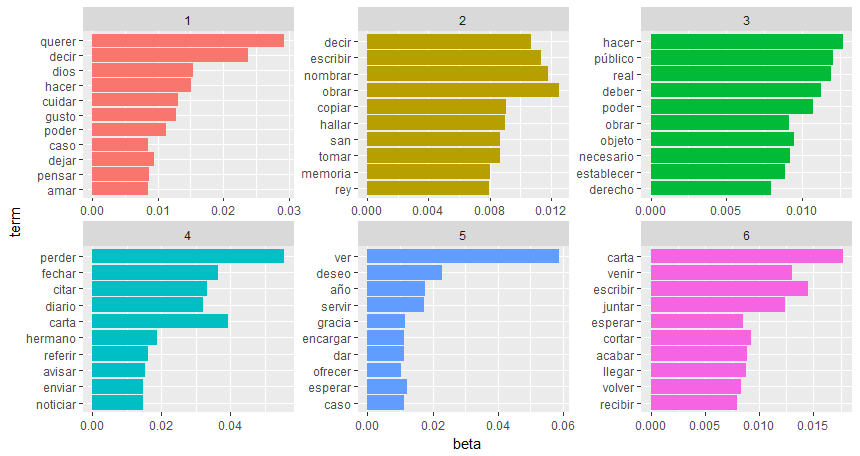 1
querer
decir
dios
hacer
cuidar
gusto
poder
caso
dejar
pensar
amar
0.00 0.01 0.02 0.03
2
decir
escribir
nombrar
obrar
copiar
hallar
san
tomar
memoria
rey
0.000 0.004 0.008 0.012
3
hacer
público
real
deber
poder
obrar
objeto
necesario
establecer
derecho
0.000 0.005 0.010
4
perder
fechar
citar
diario
carta
hermano
referir
avisar
enviar
noticiar
0.00 0.02 0.04
5
ver
deseo
año
servir
gracia
encargar
dar
ofrecer
esperar
caso
0.00 0.02 0.04 0.06
6
carta
venir
escribir
juntar
esperar
cortar
acabar
llegar
volver
recibir
0.000 0.005 0.010 0.015
term
beta